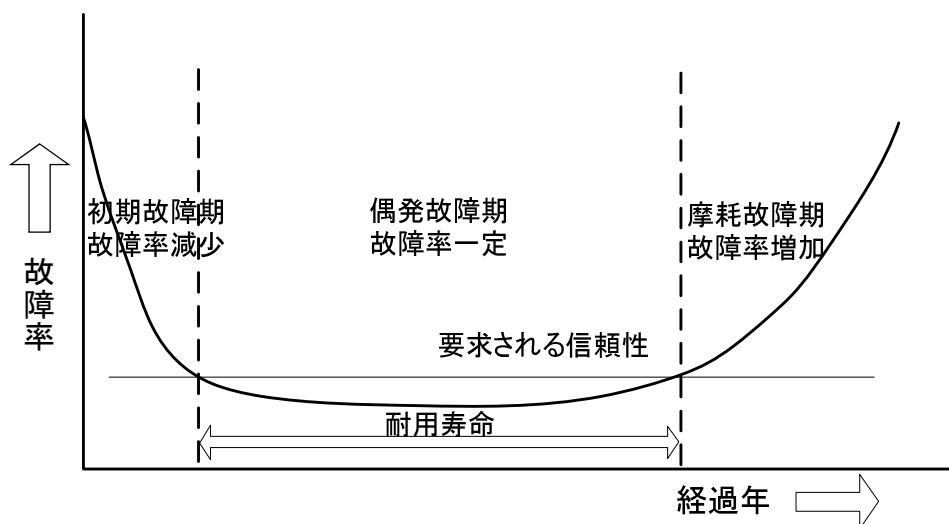 初期故障期
故障率減少
偶発故障期
故障率一定
摩耗故障期
故障率増加
故障率
要求される信頼性
耐用寿命
経過年